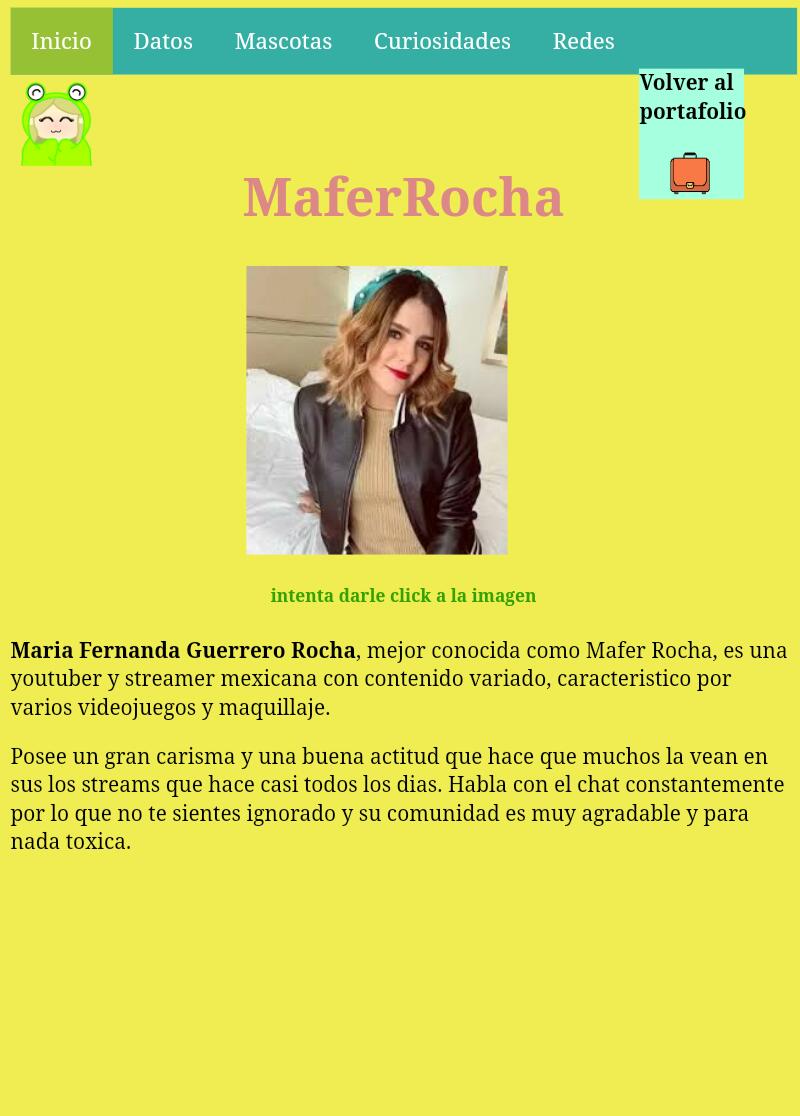 Inicio Datos Mascotas Curiosidades Redes
Volver al
portafolio
MaferRocha
intenta darle click a la imagen
Maria Fernanda Guerrero Rocha, mejor conocida como Mafer Rocha, es una
youtuber y streamer mexicana con contenido variado, caracteristico por
varios videojuegos y maquillaje.
Posee un gran carisma y una buena actitud que hace que muchos la vean en
sus los streams que hace casi todos los dias. Habla con el chat constantemente
por lo que no te sientes ignorado y su comunidad es muy agradable y para
nada toxica.